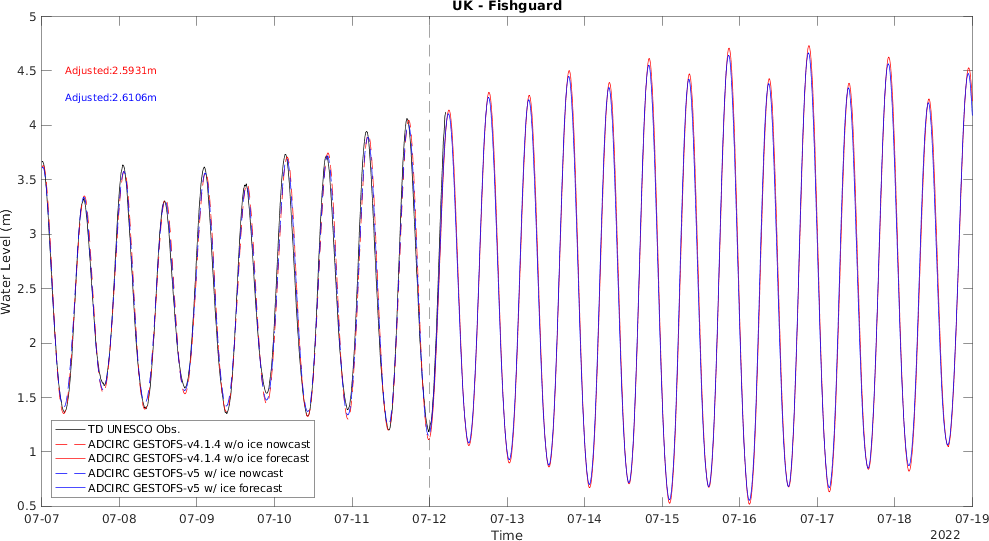 UK - Fishguard
Adjusted:2.5931m
Adjusted:2.6106m
Water Level (m)
5
4.5
4
3.5
3
2.5
2
1.5
1
0.5
TD UNESCO Obs.
ADCIRC GESTOFS-v4.1.4 w/o ice nowcast
ADCIRC GESTOFS-v4.1.4 w/o ice forecast
ADCIRC GESTOFS-v5 w/ ice nowcast
ADCIRC GESTOFS-v5 w/ ice forecast
07-07 07-08 07-09 07-10 07-11 07-12 07-13 07-14 07-15 07-16 07-17 07-18 07-19
Time
2022